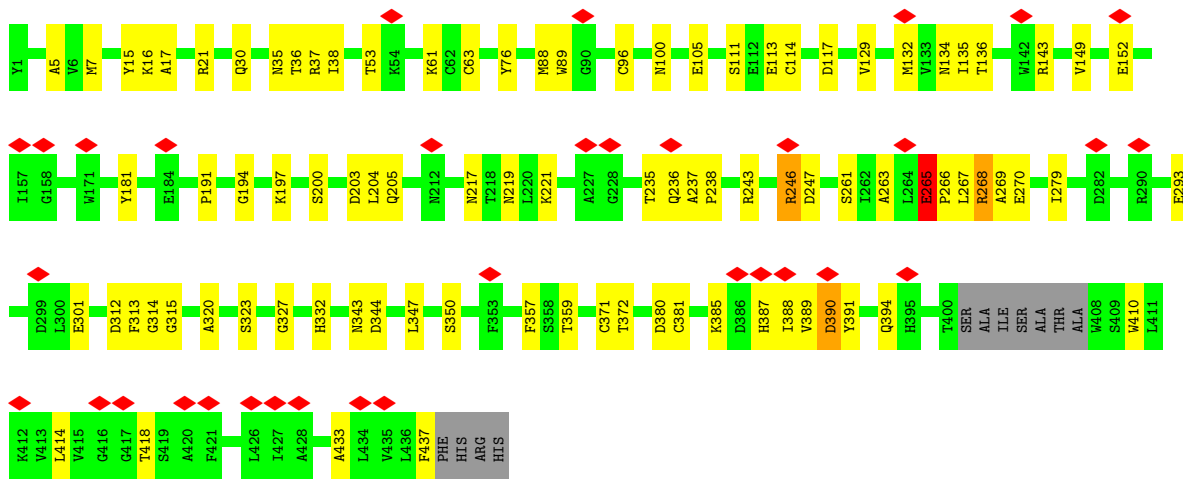 Y1 A5 V6 M7 Y15 K16 A17 R21 Q30 N35 T36 R37 I38 T53 K54 K61 C62 C63 Y76 M88 W89 G90 C96 N100 E105 S111 E112 E113 C114 D117 V129 M132 V133 N134 I135 T136 W142 R143 V149 E152
I157 G158 W171 Y181 E184 P191 G194 K197 S200 D203 L204 Q205 N212 N217 T218 N219 L220 K221 A227 G228 T235 Q236 A237 P238 R243 R246 D247 S261 I262 A263 L264 E265 P266 L267 R268 A269 E270 I279 D282 R290 E293
D299 L300 E301 D312 F313 G314 G315 A320 S323 G327 H332 N343 D344 L347 S350 F353 F357 S358 T359 C371 T372 D380 C381 K385 D386 H387 I388 V389 D390 Y391 Q394 H395 T400 SER ALA ILE SER ALA THR ALA W408 S409 W410 L411
K412 V413 L414 V415 G416 G417 T418 S419 A420 F421 L426 I427 A428 A433 L434 V435 L436 F437 PHE HIS ARG HIS